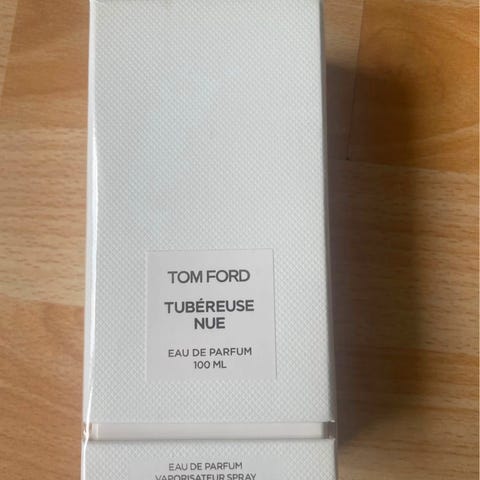 TOM FORD
TUBÉREUSE
NUE
EAU DE PARFUM
100 ML
EAU DE PARFUM
VAPORISATEUR SPRAY